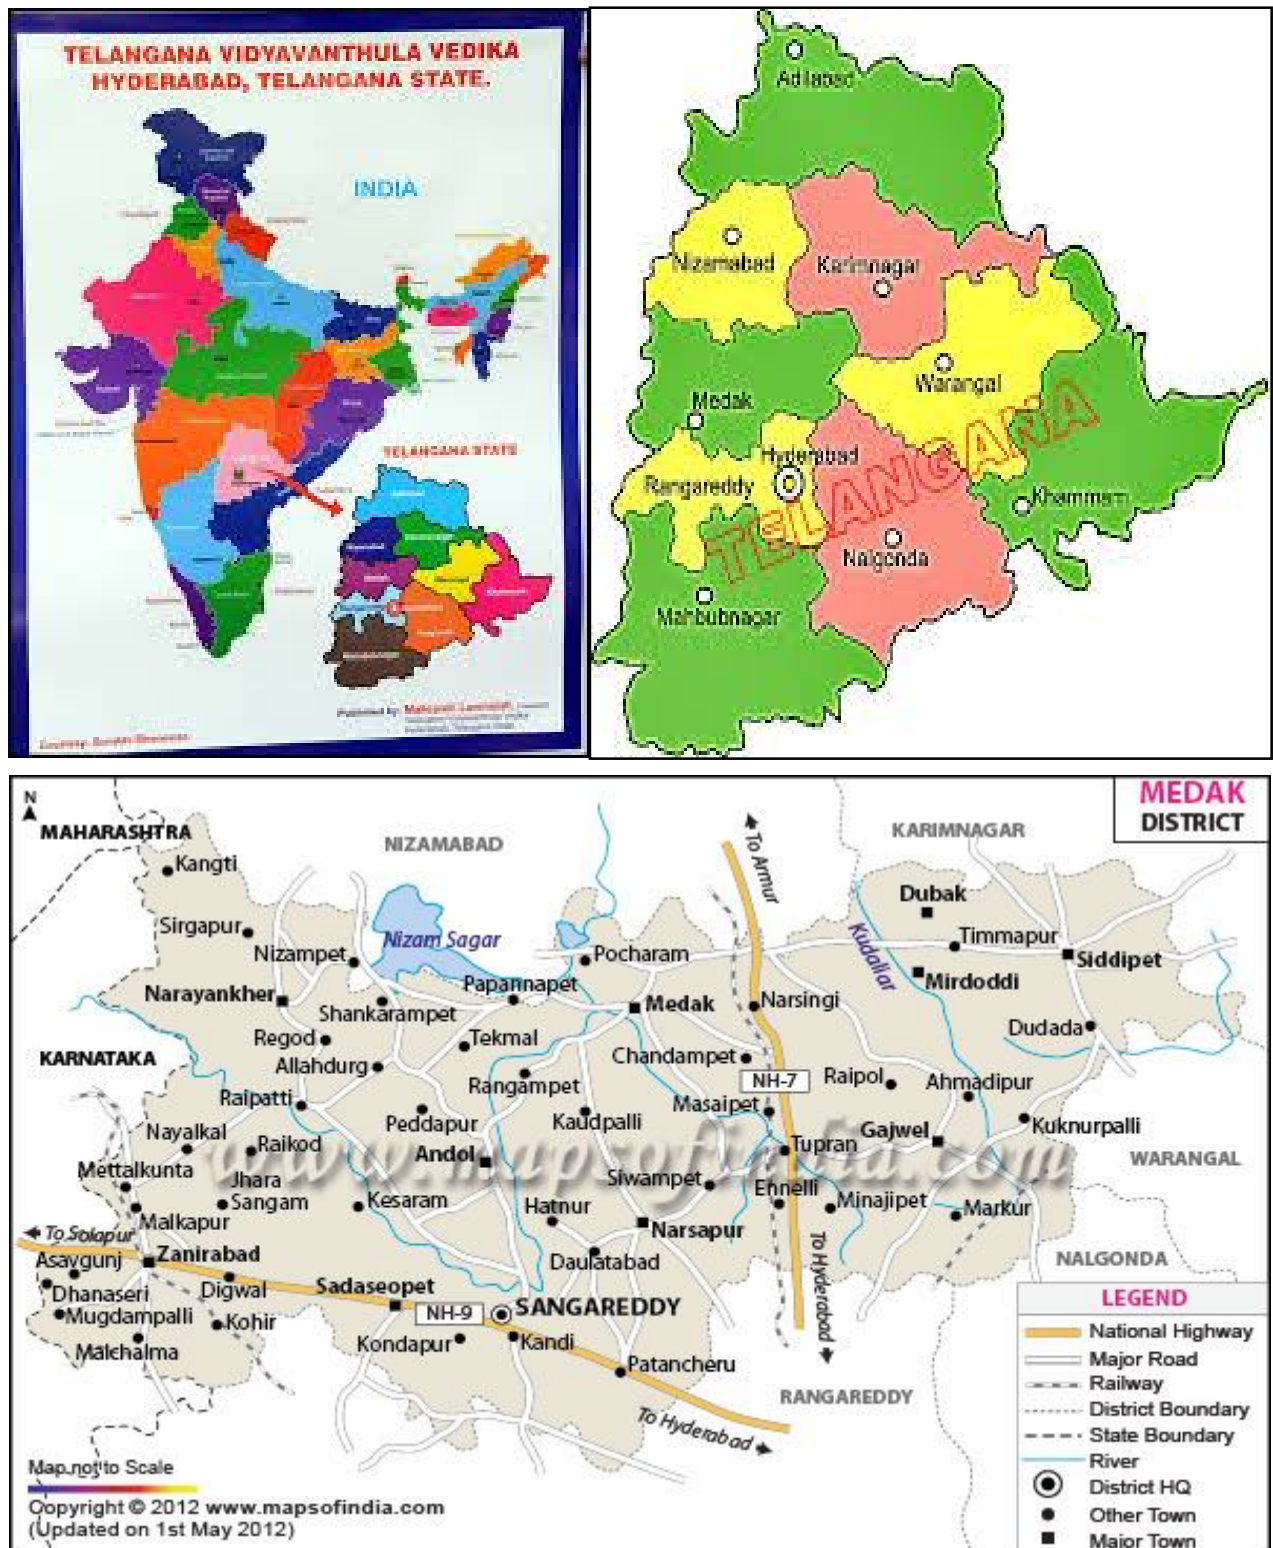 TELANGANA VIDYAVANTHULA VEDIKA
HYDERABAD, TELANGANA STATE.
INDIA
TELANGANA STATE
Published by:
Adilabad
Nizamabad
Karimnagar
Warangal
Medak
Hyderabad
Rangareddy
Khammam
TELANGANA
Nalgonda
Mahbubnagar
MEDAK
DISTRICT
N
MAHARASHTRA
NIZAMABAD
KARIMNAGAR
To Armur
Kangti
Dubak
Sirgapur
Nizam Sagar
Kudaliar
Timmapur
Nizampet
Pocharam
Siddipet
Mirdoddi
Narayankher
Papannapet
Medak
Narsingi
Shankarampet
Dudada
Regod
Tekmal
KARNATAKA
Allahdurg
Chandampet
Rangampet
NH-7
Raipol
Ahmadipur
Raipatti
Masaipet
Peddapur
Kaudpalli
Gajwel
Kuknurpalli
Nayalkal
Raikod
www.mapsofindia.com
Andol
Tupran
WARANGAL
Mettalkunta
Jhara
Sangam
Siwampet
Ennelli
Kesaram
Hatnur
Minajipet
Markur
Malkapur
Narsapur
To Solapur
Zanirabad
Asavgunj
Daulatabad
To Hyderabad
NALGONDA
Dhanaseri
Digwal
Sadaseopet
SANGAREDDY
NH-9
Mugdampalli
Kohir
Kondapur
Kandi
Malchalma
Patancheru
RANGAREDDY
To Hyderabad
LEGEND
National Highway
Major Road
Railway
District Boundary
State Boundary
River
District HQ
Other Town
Major Town
Map not to Scale
Copyright © 2012 www.mapsofindia.com
(Updated on 1st May 2012)